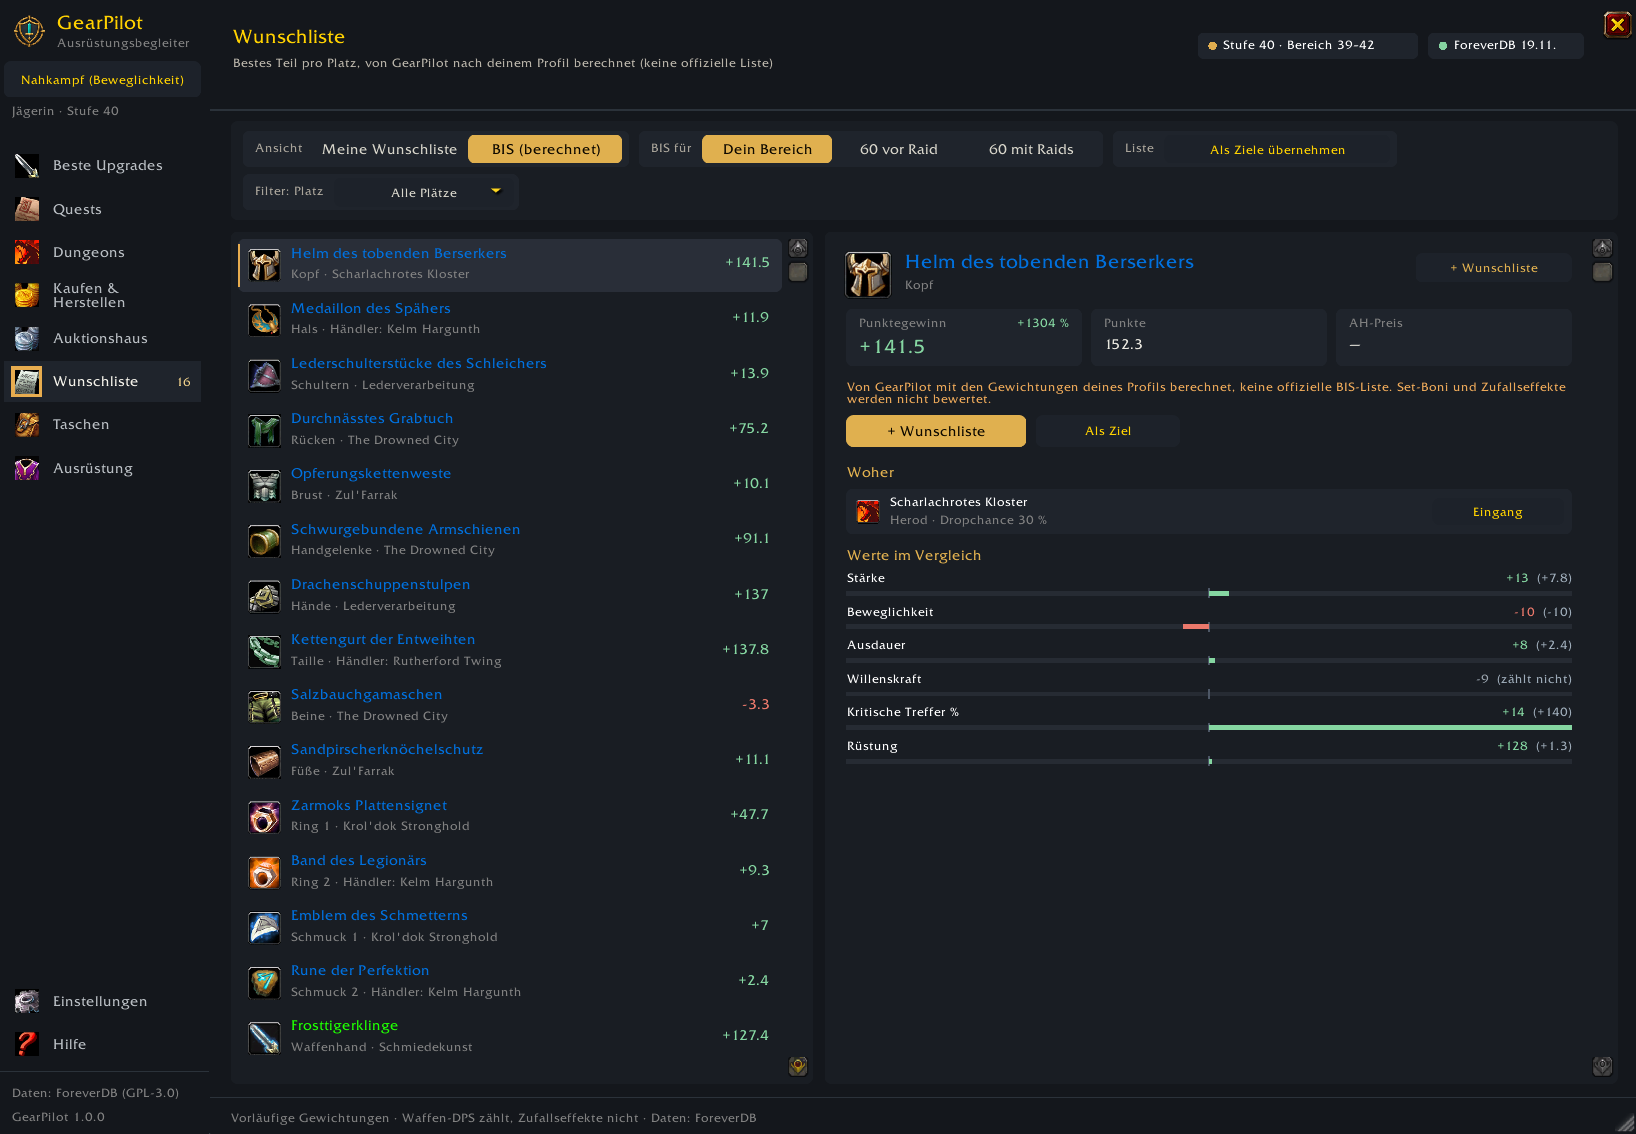 GearPilot
Ausrüstungsbegleiter
Nahkampf (Beweglichkeit)
Jägerin · Stufe 40
Beste Upgrades
Quests
Dungeons
Kaufen &
Herstellen
Auktionshaus
Wunschliste 16
Taschen
Ausrüstung
Einstellungen
Hilfe
Daten: ForeverDB (GPL-3.0)
GearPilot 1.0.0
Wunschliste
Bestes Teil pro Platz, von GearPilot nach deinem Profil berechnet (keine offizielle Liste)
Stufe 40 · Bereich 39-42
ForeverDB 19.11.
Ansicht Meine Wunschliste BIS (berechnet)
BIS für Dein Bereich 60 vor Raid 60 mit Raids
Liste Als Ziele übernehmen
Filter: Platz Alle Plätze
Helm des tobenden Berserkers
Kopf · Scharlachrotes Kloster
+141.5
Medaillon des Spähers
Hals · Händler: Kelm Hargunth
+11.9
Lederschulterstücke des Schleichers
Schultern · Lederverarbeitung
+13.9
Durchnässtes Grabtuch
Rücken · The Drowned City
+75.2
Opferungskettenweste
Brust · Zul'Farrak
+10.1
Schwurgebundene Armschienen
Handgelenke · The Drowned City
+91.1
Drachenschuppenstulpen
Hände · Lederverarbeitung
+137
Kettengurt der Entweihten
Taille · Händler: Rutherford Twing
+137.8
Salzbauchgamaschen
Beine · The Drowned City
-3.3
Sandpirscherknöchelschutz
Füße · Zul'Farrak
+11.1
Zarmoks Plattensignet
Ring 1 · Krol'dok Stronghold
+47.7
Band des Legionärs
Ring 2 · Händler: Kelm Hargunth
+9.3
Emblem des Schmetterns
Schmuck 1 · Krol'dok Stronghold
+7
Rune der Perfektion
Schmuck 2 · Händler: Kelm Hargunth
+2.4
Frosttigerklinge
Waffenhand · Schmiedekunst
+127.4
Helm des tobenden Berserkers
Kopf
+ Wunschliste
Punktegewinn +1304 %
+141.5
Punkte
152.3
AH-Preis
—
Von GearPilot mit den Gewichtungen deines Profils berechnet, keine offizielle BIS-Liste. Set-Boni und Zufallseffekte
werden nicht bewertet.
+ Wunschliste
Als Ziel
Woher
Scharlachrotes Kloster
Herod · Dropchance 30 %
Eingang
Werte im Vergleich
Stärke +13 (+7.8)
Beweglichkeit -10 (-10)
Ausdauer +8 (+2.4)
Willenskraft -9 (zählt nicht)
Kritische Treffer % +14 (+140)
Rüstung +128 (+1.3)
Vorläufige Gewichtungen · Waffen-DPS zählt, Zufallseffekte nicht · Daten: ForeverDB